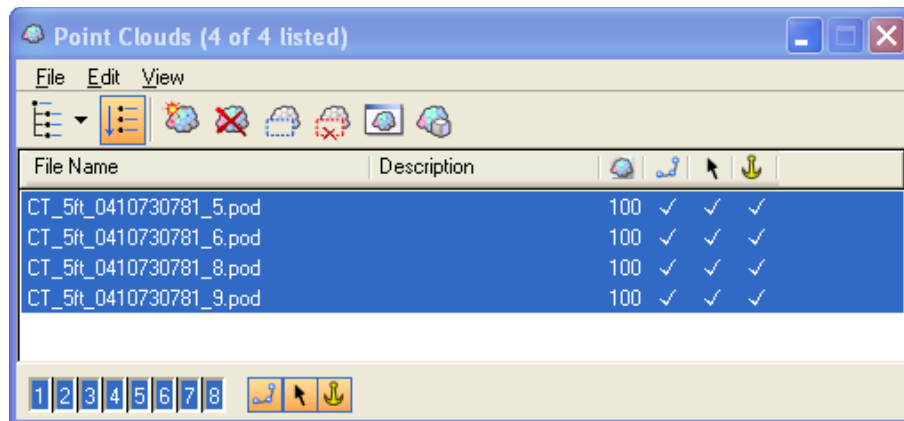 Point Clouds (4 of 4 listed)
File Edit View
File Name Description
CT_5ft_0410730781_5.pod 100
CT_5ft_0410730781_6.pod 100
CT_5ft_0410730781_8.pod 100
CT_5ft_0410730781_9.pod 100
1 2 3 4 5 6 7 8